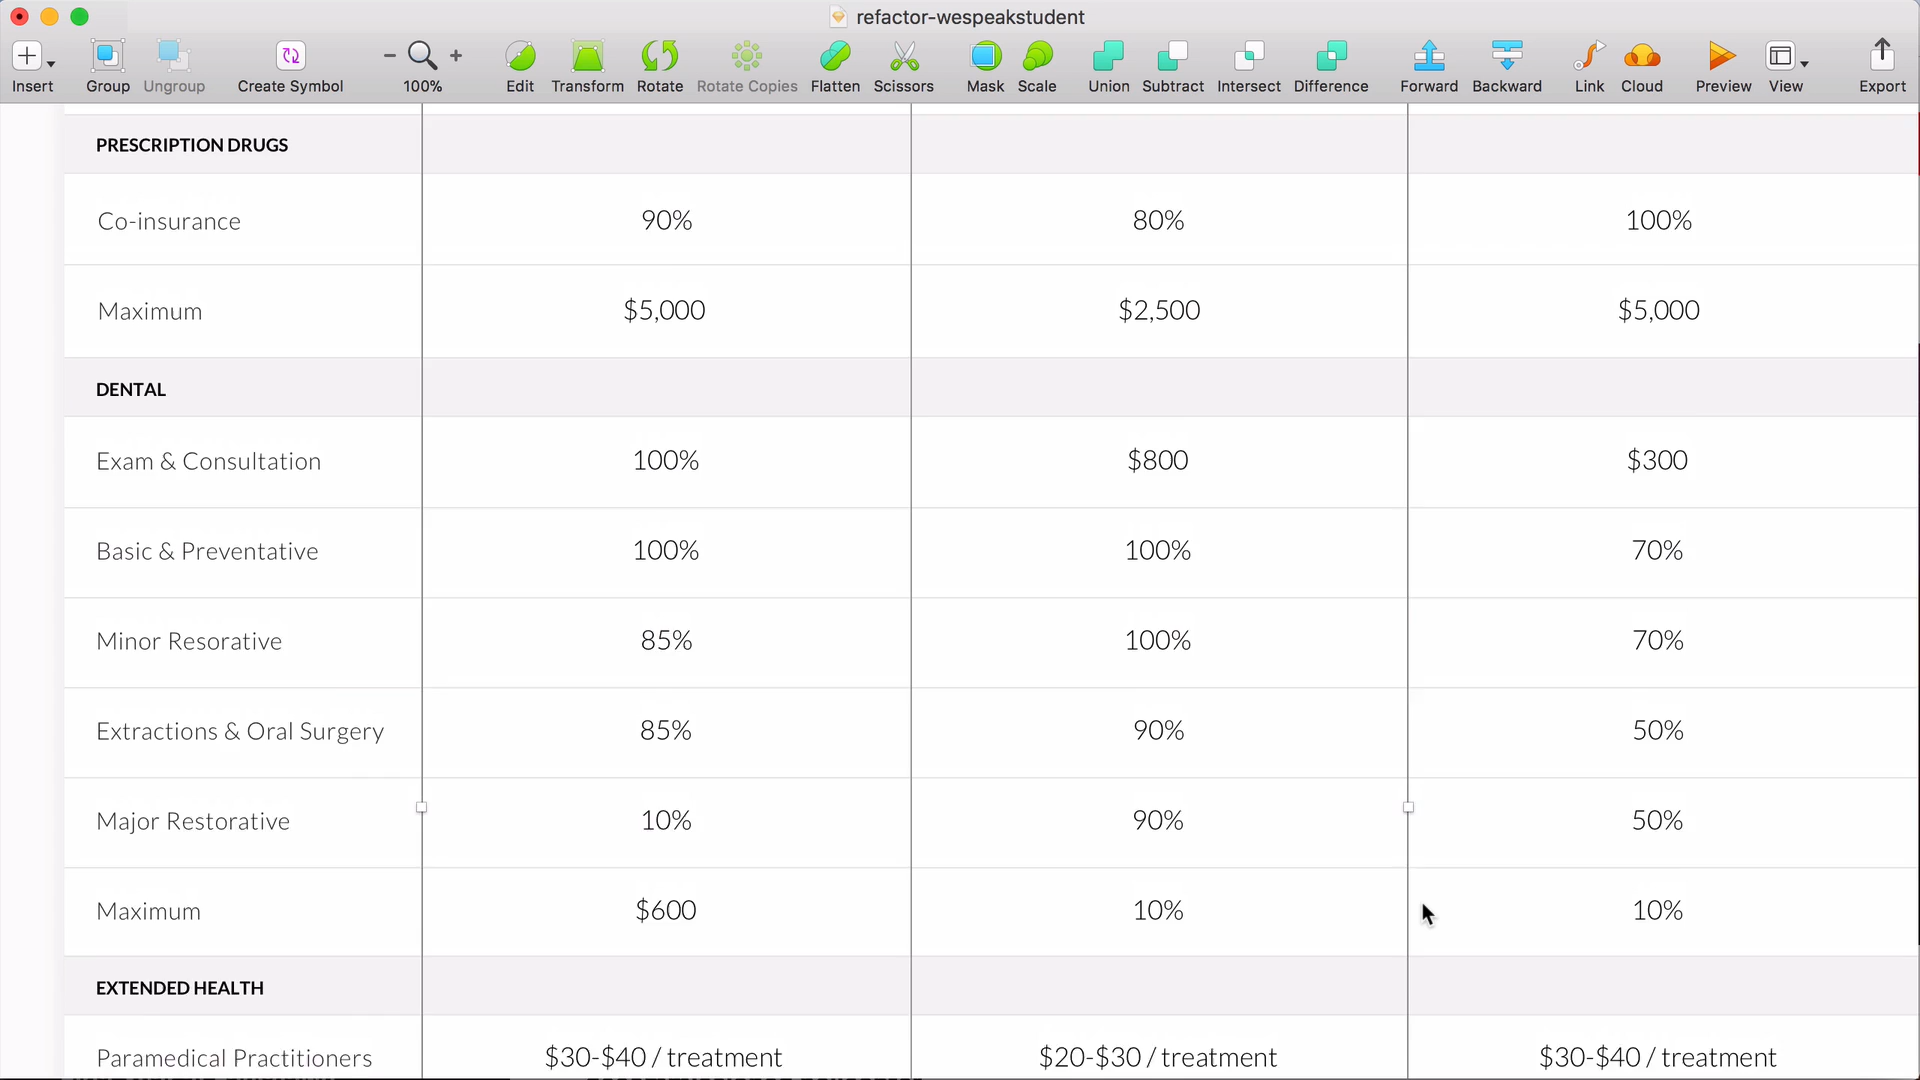 refactor-wespeakstudent
Insert Group Ungroup Create Symbol 100% Edit Transform Rotate Rotate Copies Flatten Scissors Mask Scale Union Subtract Intersect Difference Forward Backward Link Cloud Preview View Export
PRESCRIPTION DRUGS
Co-insurance 90% 80% 100%
Maximum $5,000 $2,500 $5,000
DENTAL
Exam & Consultation 100% $800 $300
Basic & Preventative 100% 100% 70%
Minor Resorative 85% 100% 70%
Extractions & Oral Surgery 85% 90% 50%
Major Restorative 10% 90% 50%
Maximum $600 10% 10%
EXTENDED HEALTH
Paramedical Practitioners $30-$40 / treatment $20-$30 / treatment $30-$40 / treatment